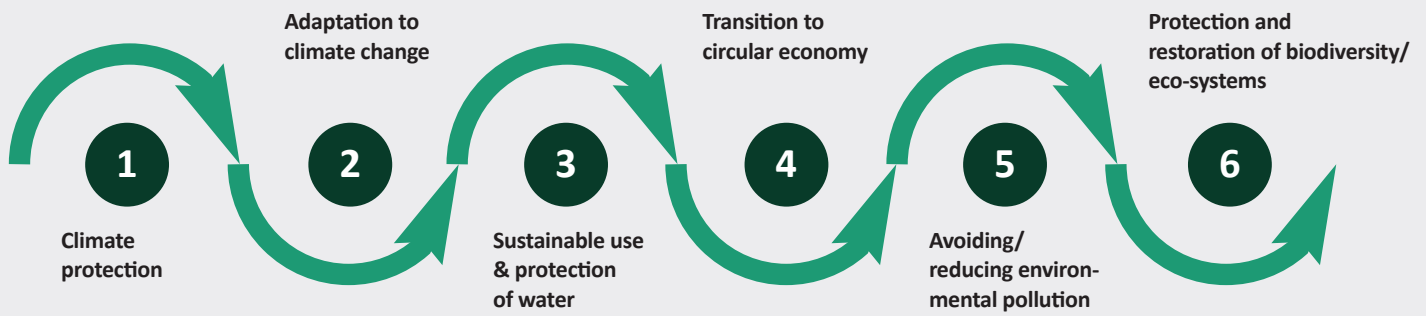 1
Climate
protection
Adaptation to
climate change
2
3
Sustainable use
& protection
of water
Transition to
circular economy
4
5
Avoiding/
reducing environ-
mental pollution
Protection and
restoration of biodiversity/
eco-systems
6